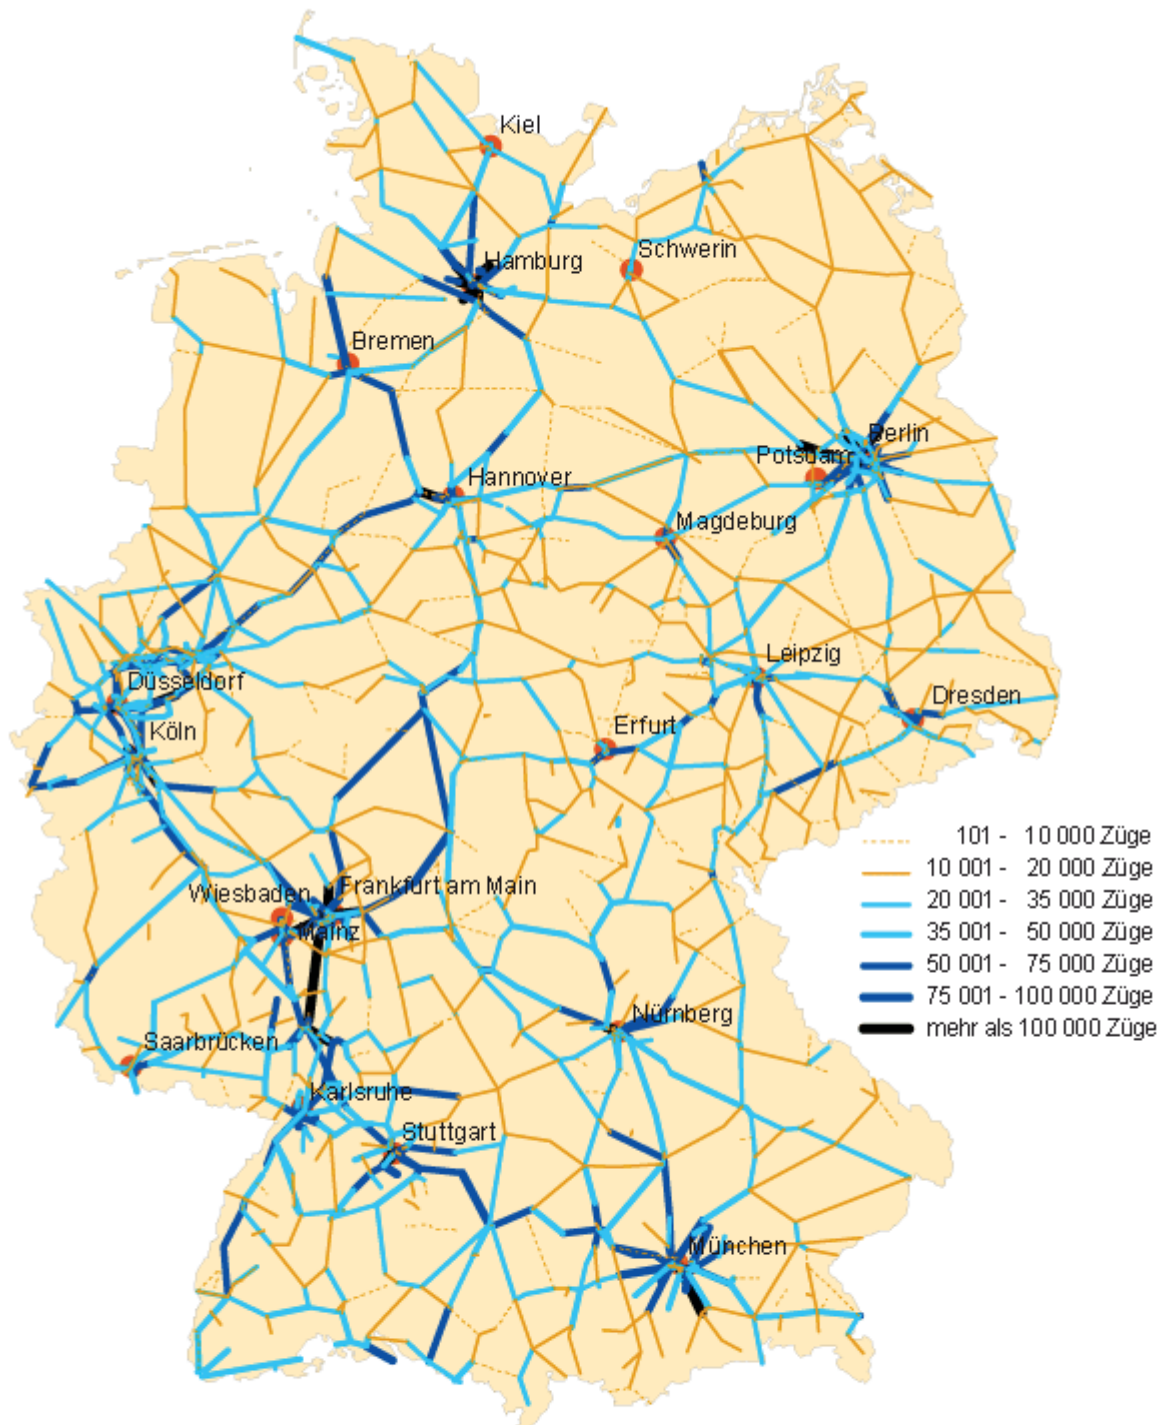 Kiel
Schwerin
Hamburg
Bremen
Berlin
Potsdam
Hannover
Magdeburg
Leipzig
Düsseldorf
Dresden
Köln
Erfurt
101 - 10 000 Züge
10 001 - 20 000 Züge
20 001 - 35 000 Züge
35 001 - 50 000 Züge
50 001 - 75 000 Züge
75 001 - 100 000 Züge
mehr als 100 000 Züge
Wiesbaden
Frankfurt am Main
Mainz
Nürnberg
Saarbrücken
Karlsruhe
Stuttgart
München